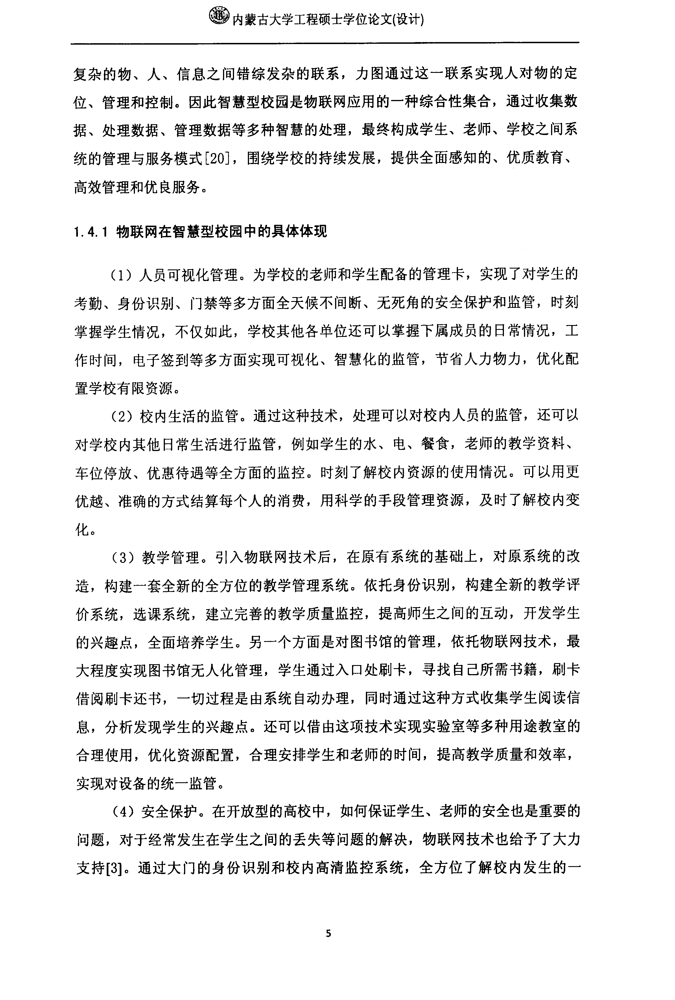 内蒙古大学工程硕士学位论文(设计)
复杂的物、人、信息之间错综发杂的联系，力图通过这一联系实现人对物的定
位、管理和控制。因此智慧型校园是物联网应用的一种综合性集合，通过收集数
据、处理数据、管理数据等多种智慧的处理，最终构成学生、老师、学校之间系
统的管理与服务模式[20]，围绕学校的持续发展，提供全面感知的、优质教育、
高效管理和优良服务。
1.4.1 物联网在智慧型校园中的具体体现
（1）人员可视化管理。为学校的老师和学生配备的管理卡，实现了对学生的
考勤、身份识别、门禁等多方面全天候不间断、无死角的安全保护和监管，时刻
掌握学生情况，不仅如此，学校其他各单位还可以掌握下属成员的日常情况，工
作时间，电子签到等多方面实现可视化、智慧化的监管，节省人力物力，优化配
置学校有限资源。
（2）校内生活的监管。通过这种技术，处理可以对校内人员的监管，还可以
对学校内其他日常生活进行监管，例如学生的水、电、餐食，老师的教学资料、
车位停放、优惠待遇等全方面的监控。时刻了解校内资源的使用情况。可以用更
优越、准确的方式结算每个人的消费，用科学的手段管理资源，及时了解校内变
化。
（3）教学管理。引入物联网技术后，在原有系统的基础上，对原系统的改
造，构建一套全新的全方位的教学管理系统。依托身份识别，构建全新的教学评
价系统，选课系统，建立完善的教学质量监控，提高师生之间的互动，开发学生
的兴趣点，全面培养学生。另一个方面是对图书馆的管理，依托物联网技术，最
大程度实现图书馆无人化管理，学生通过入口处刷卡，寻找自己所需书籍，刷卡
借阅刷卡还书，一切过程是由系统自动办理，同时通过这种方式收集学生阅读信
息，分析发现学生的兴趣点。还可以借由这项技术实现实验室等多种用途教室的
合理使用，优化资源配置，合理安排学生和老师的时间，提高教学质量和效率，
实现对设备的统一监管。
（4）安全保护。在开放型的高校中，如何保证学生、老师的安全也是重要的
问题，对于经常发生在学生之间的丢失等问题的解决，物联网技术也给予了大力
支持[3]。通过大门的身份识别和校内高清监控系统，全方位了解校内发生的一
5